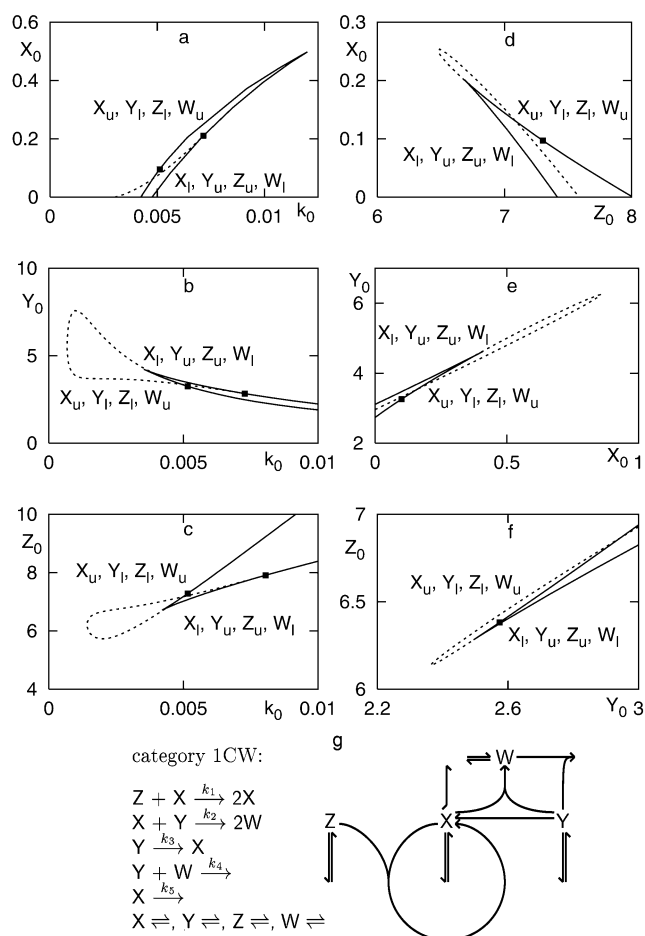 a
X₀
0.6
0.4
0.2
0
Xᵤ, Yₗ, Zₗ, Wᵤ
Xₗ, Yᵤ, Zᵤ, Wₗ
0 0.005 0.01 k₀
d
X₀
0.3
0.2
0.1
0
Xᵤ, Yₗ, Zₗ, Wᵤ
Xₗ, Yᵤ, Zᵤ, Wₗ
6 7 Z₀ 8
b
10
Y₀
5
0
Xₗ, Yᵤ, Zᵤ, Wₗ
Xᵤ, Yₗ, Zₗ, Wᵤ
0 0.005 k₀ 0.01
e
Y₀
6
4
2
Xₗ, Yᵤ, Zᵤ, Wₗ
Xᵤ, Yₗ, Zₗ, Wᵤ
0 0.5 X₀ 1
c
10
Z₀
8
6
4
Xᵤ, Yₗ, Zₗ, Wᵤ
Xₗ, Yᵤ, Zᵤ, Wₗ
0 0.005 k₀ 0.01
f
7
Z₀
6.5
6
Xᵤ, Yₗ, Zₗ, Wᵤ
Xₗ, Yᵤ, Zᵤ, Wₗ
2.2 2.6 Y₀ 3
g
category 1CW:
Z + X —k₁→ 2X
X + Y —k₂→ 2W
Y —k₃→ X
Y + W —k₄→
X —k₅→
X ⇌, Y ⇌, Z ⇌, W ⇌
W
Z X Y